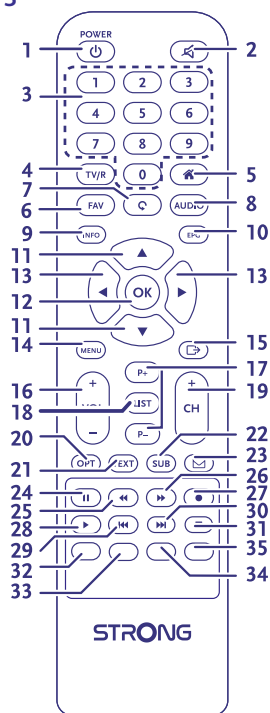 POWER
1 2
1 2 3
3
4 5 6
7 8 9
4 TV/R 0 5
7
6 FAV AUDIO 8
9 INFO EPG 10
11
13 13
12 OK
11
14 MENU 15
P+ 17
16 + + 19
VOL CH
18 LIST
− P−
20 22
OPT TEXT SUB 23
21 26
24 27
25 30
28 31
29 35
32 34
33
STRONG